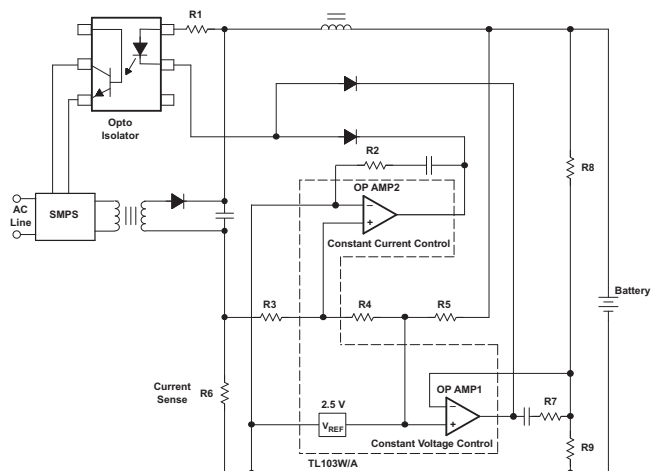 R1
Opto
Isolator
R2
R8
OP AMP2
−
+
AC
Line
SMPS
Constant Current Control
Battery
R3
R4
R5
Current
Sense
R6
2.5 V
VREF
OP AMP1
−
+
R7
Constant Voltage Control
R9
TL103W/A